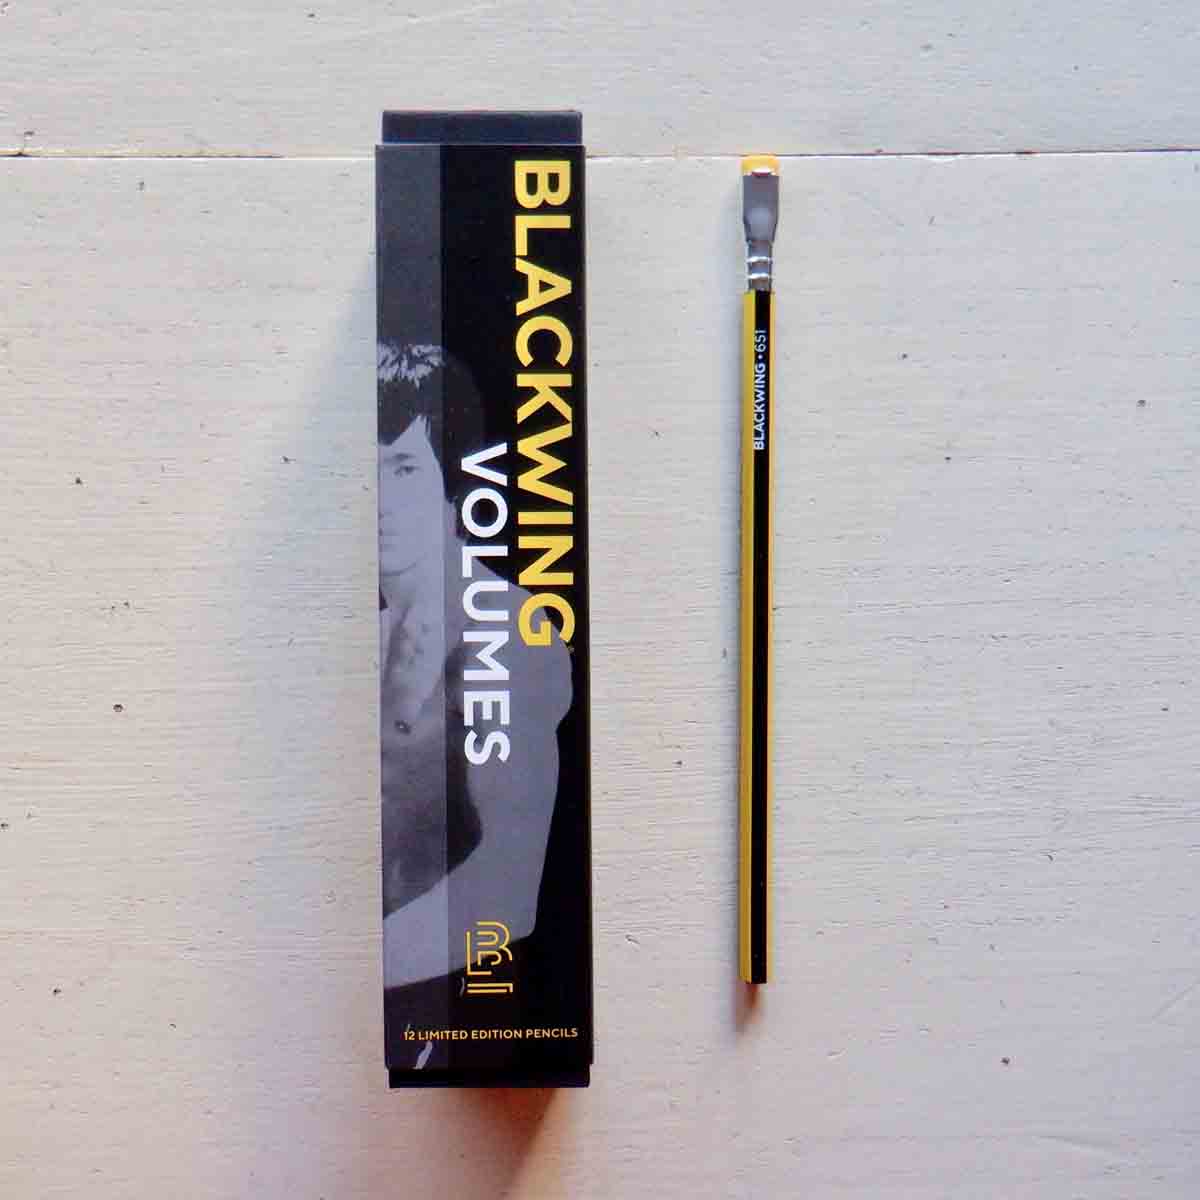 BLACKWING
VOLUMES
12 LIMITED EDITION PENCILS
BLACKWING • 651